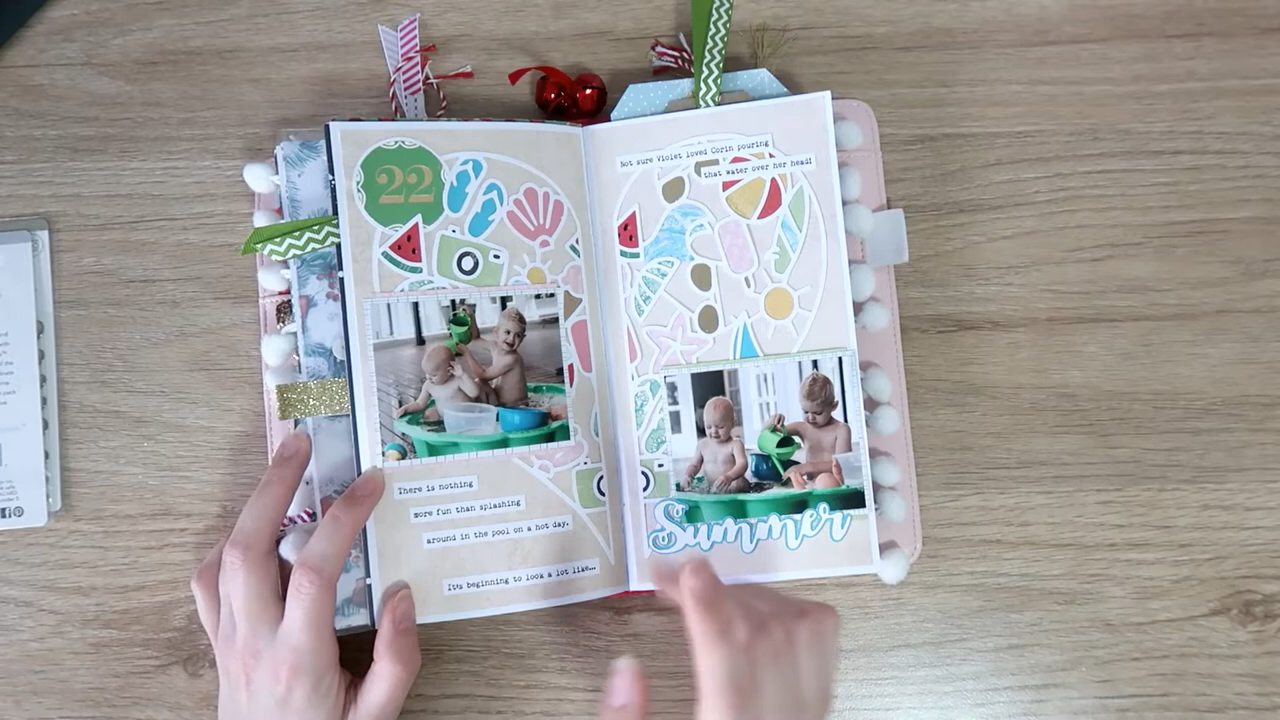 22
Not sure Violet loved Corin pouring
that water over her head!
There is nothing
more fun than splashing
around in the pool on a hot day.
It's beginning to look a lot like...
Summer